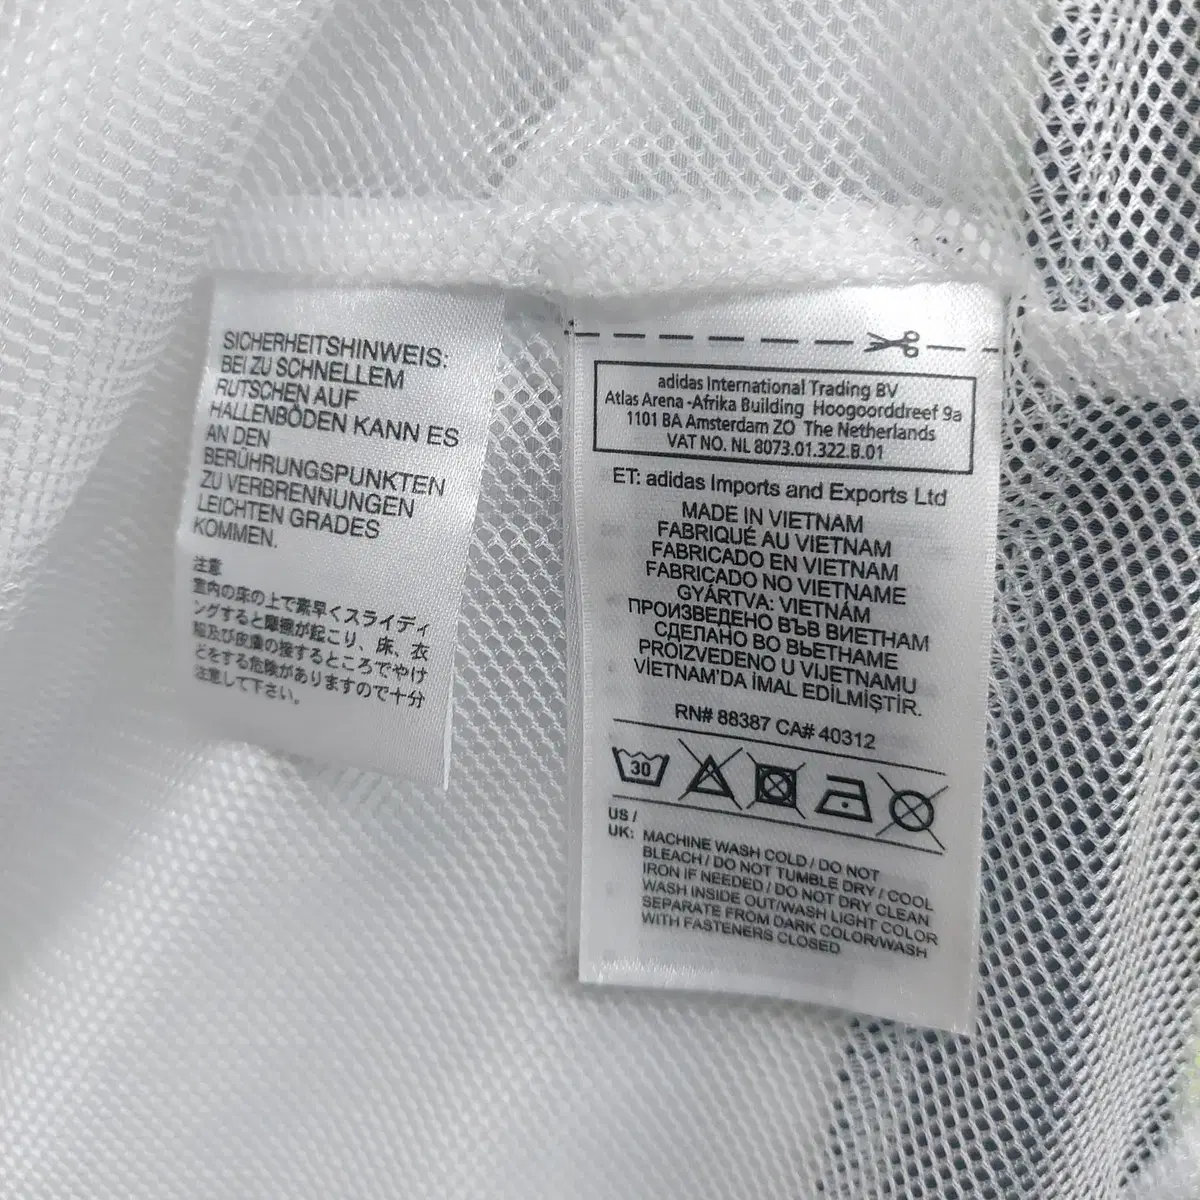 SICHERHEITSHINWEIS:
BEI ZU SCHNELLEM
RUTSCHEN AUF
HALLENBÖDEN KANN ES
AN DEN
BERÜHRUNGSPUNKTEN
ZU VERBRENNUNGEN
LEICHTEN GRADES
KOMMEN.
注意
室内の床の上で素早くスライディ
ングすると摩擦が起こり、床、衣
服及び皮膚の接するところでやけ
どをする危険がありますので十分
注意して下さい。
adidas International Trading BV
Atlas Arena -Afrika Building Hoogoorddreef 9a
1101 BA Amsterdam ZO The Netherlands
VAT NO. NL 8073.01.322.B.01
ET: adidas Imports and Exports Ltd
MADE IN VIETNAM
FABRIQUÉ AU VIETNAM
FABRICADO EN VIETNAM
FABRICADO NO VIETNAME
GYÁRTVA: VIETNÁM
ПРОИЗВЕДЕНО ВЪВ ВИЕТНАМ
СДЕЛАНО ВО ВЬЕТНАМЕ
PROIZVEDENO U VIJETNAMU
VİETNAM'DA İMAL EDİLMİŞTİR.
RN# 88387 CA# 40312
30
US /
UK: MACHINE WASH COLD / DO NOT
BLEACH / DO NOT TUMBLE DRY / COOL
IRON IF NEEDED / DO NOT DRY CLEAN
WASH INSIDE OUT/WASH LIGHT COLOR
SEPARATE FROM DARK COLOR/WASH
WITH FASTENERS CLOSED